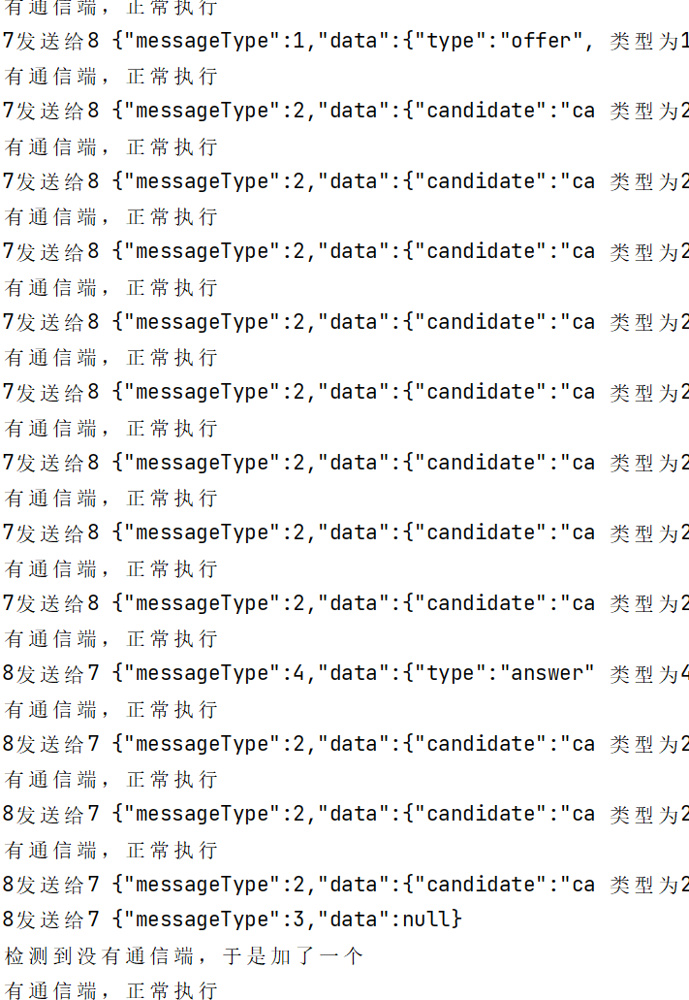 有通信端，正常执行
7发送给8 {"messageType":1,"data":{"type":"offer", 类型为1
有通信端，正常执行
7发送给8 {"messageType":2,"data":{"candidate":"ca 类型为2
有通信端，正常执行
7发送给8 {"messageType":2,"data":{"candidate":"ca 类型为2
有通信端，正常执行
7发送给8 {"messageType":2,"data":{"candidate":"ca 类型为2
有通信端，正常执行
7发送给8 {"messageType":2,"data":{"candidate":"ca 类型为2
有通信端，正常执行
7发送给8 {"messageType":2,"data":{"candidate":"ca 类型为2
有通信端，正常执行
7发送给8 {"messageType":2,"data":{"candidate":"ca 类型为2
有通信端，正常执行
7发送给8 {"messageType":2,"data":{"candidate":"ca 类型为2
有通信端，正常执行
7发送给8 {"messageType":2,"data":{"candidate":"ca 类型为2
有通信端，正常执行
8发送给7 {"messageType":4,"data":{"type":"answer" 类型为4
有通信端，正常执行
8发送给7 {"messageType":2,"data":{"candidate":"ca 类型为2
有通信端，正常执行
8发送给7 {"messageType":2,"data":{"candidate":"ca 类型为2
有通信端，正常执行
8发送给7 {"messageType":2,"data":{"candidate":"ca 类型为2
8发送给7 {"messageType":3,"data":null}
检测到没有通信端，于是加了一个
有通信端，正常执行